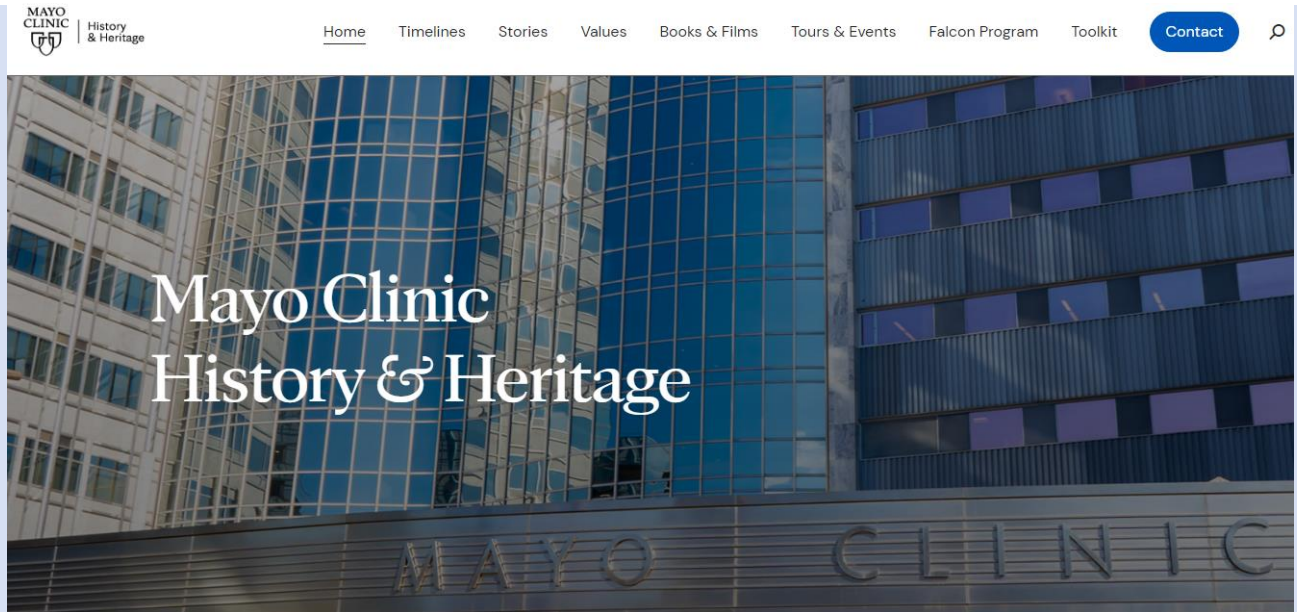 MAYO
CLINIC
History
& Heritage
Home Timelines Stories Values Books & Films Tours & Events Falcon Program Toolkit Contact
Mayo Clinic
History & Heritage
MAYO CLINIC